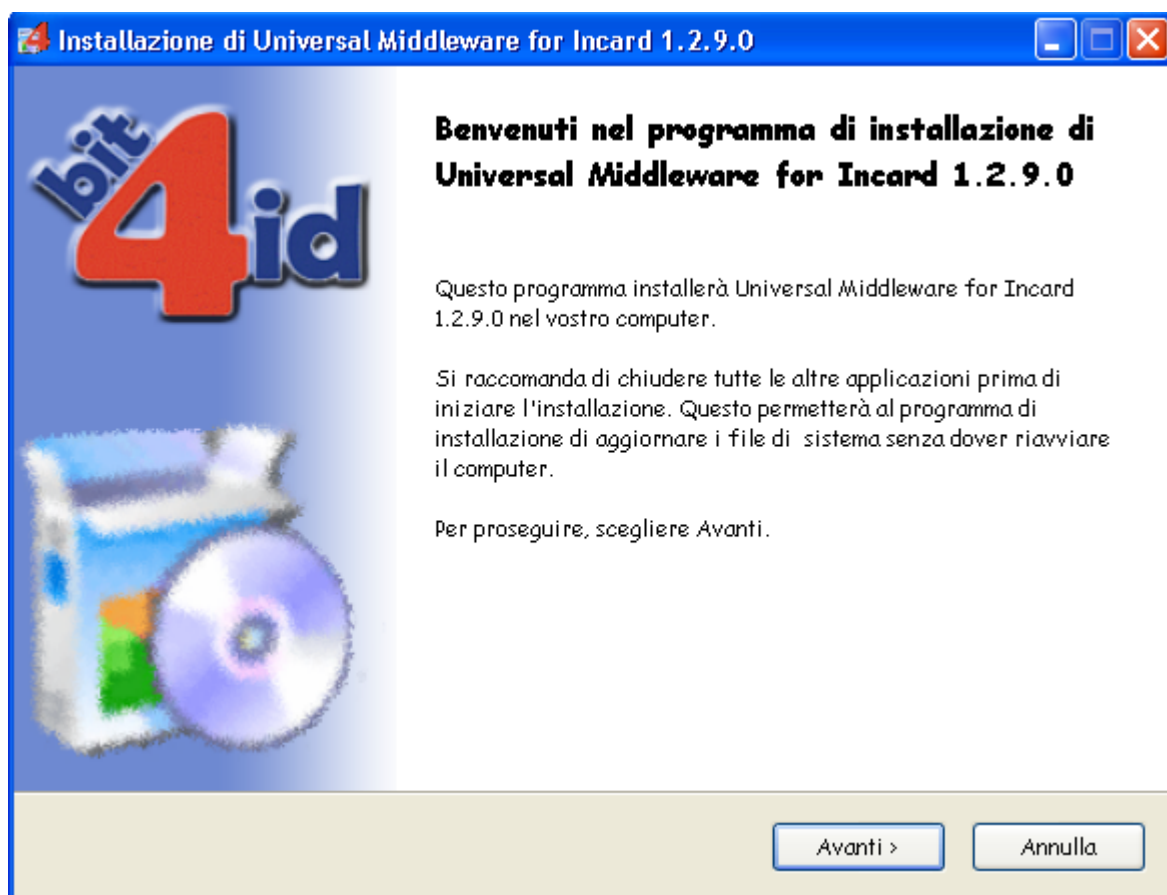 Installazione di Universal Middleware for Incard 1.2.9.0
bit
4
id
Benvenuti nel programma di installazione di
Universal Middleware for Incard 1.2.9.0
Questo programma installerà Universal Middleware for Incard
1.2.9.0 nel vostro computer.
Si raccomanda di chiudere tutte le altre applicazioni prima di
iniziare l'installazione. Questo permetterà al programma di
installazione di aggiornare i file di sistema senza dover riavviare
il computer.
Per proseguire, scegliere Avanti.
Avanti >
Annulla